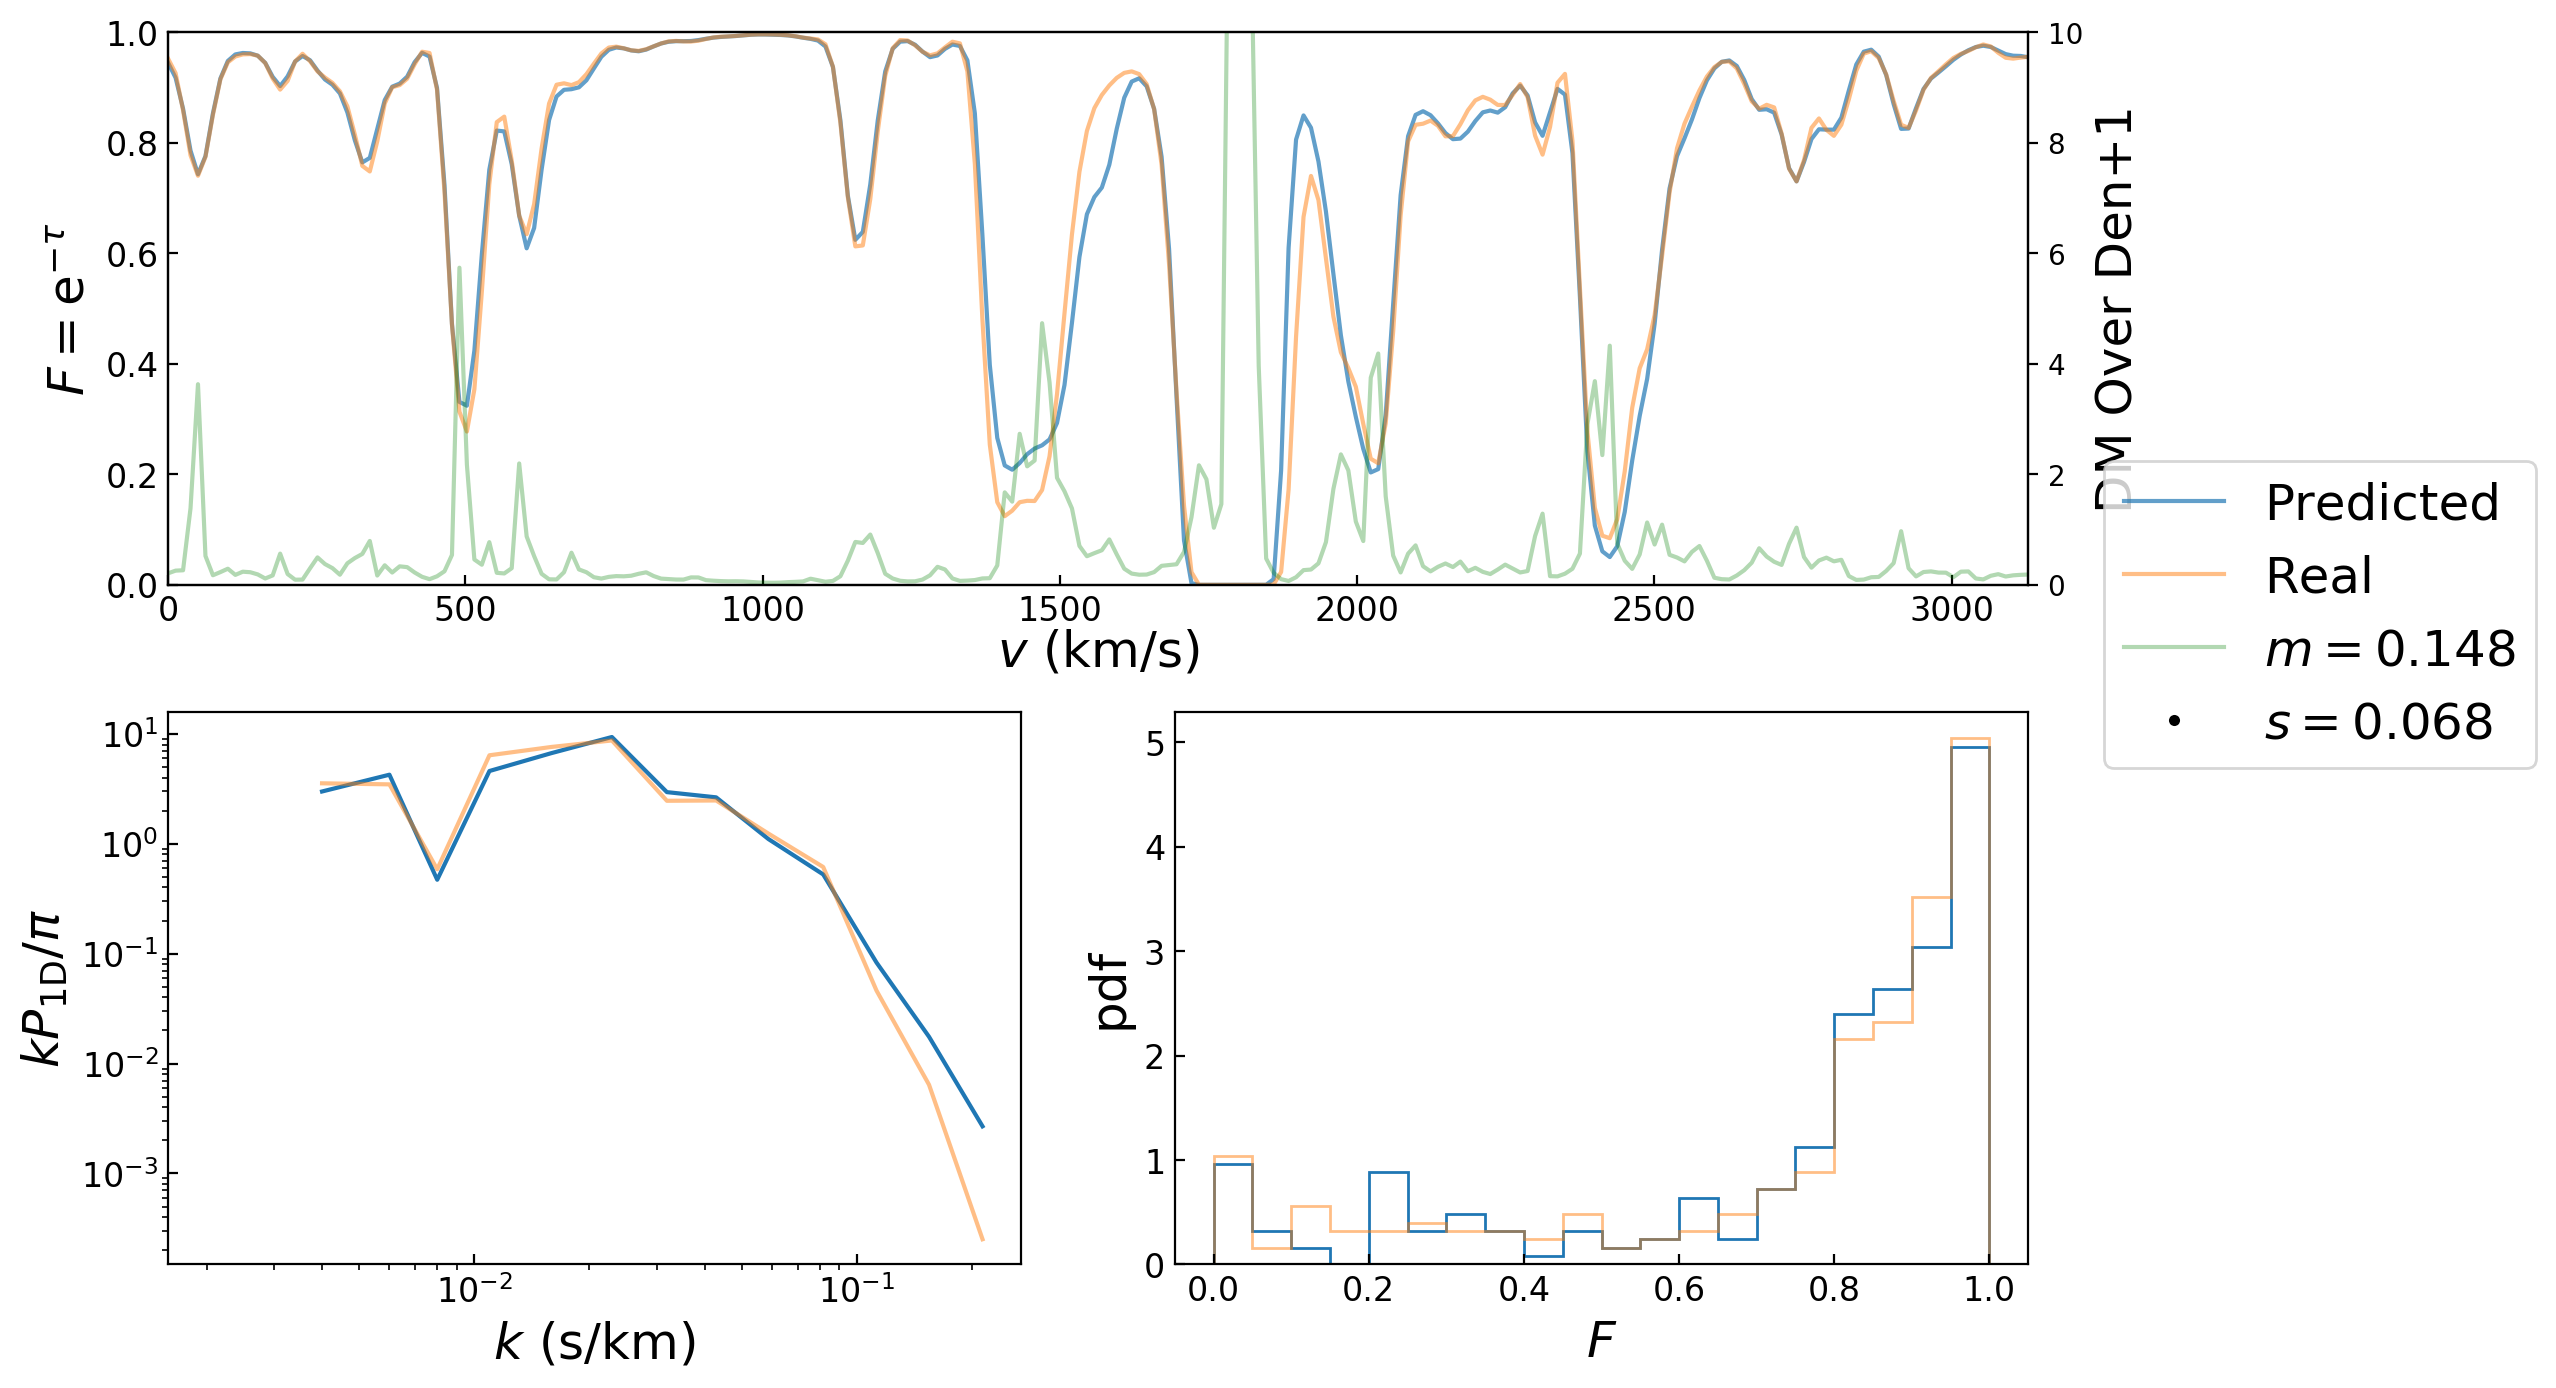 1.0
0.8
0.6
0.4
0.2
0.0
F = e^{−τ}
10
8
6
4
2
0
DM Over Den+1
0 500 1000 1500 2000 2500 3000
v (km/s)
Predicted
Real
m = 0.148
s = 0.068
10^1
10^0
10^{−1}
10^{−2}
10^{−3}
kP_{1D}/π
10^{−2} 10^{−1}
k (s/km)
5
4
3
2
1
0
pdf
0.0 0.2 0.4 0.6 0.8 1.0
F